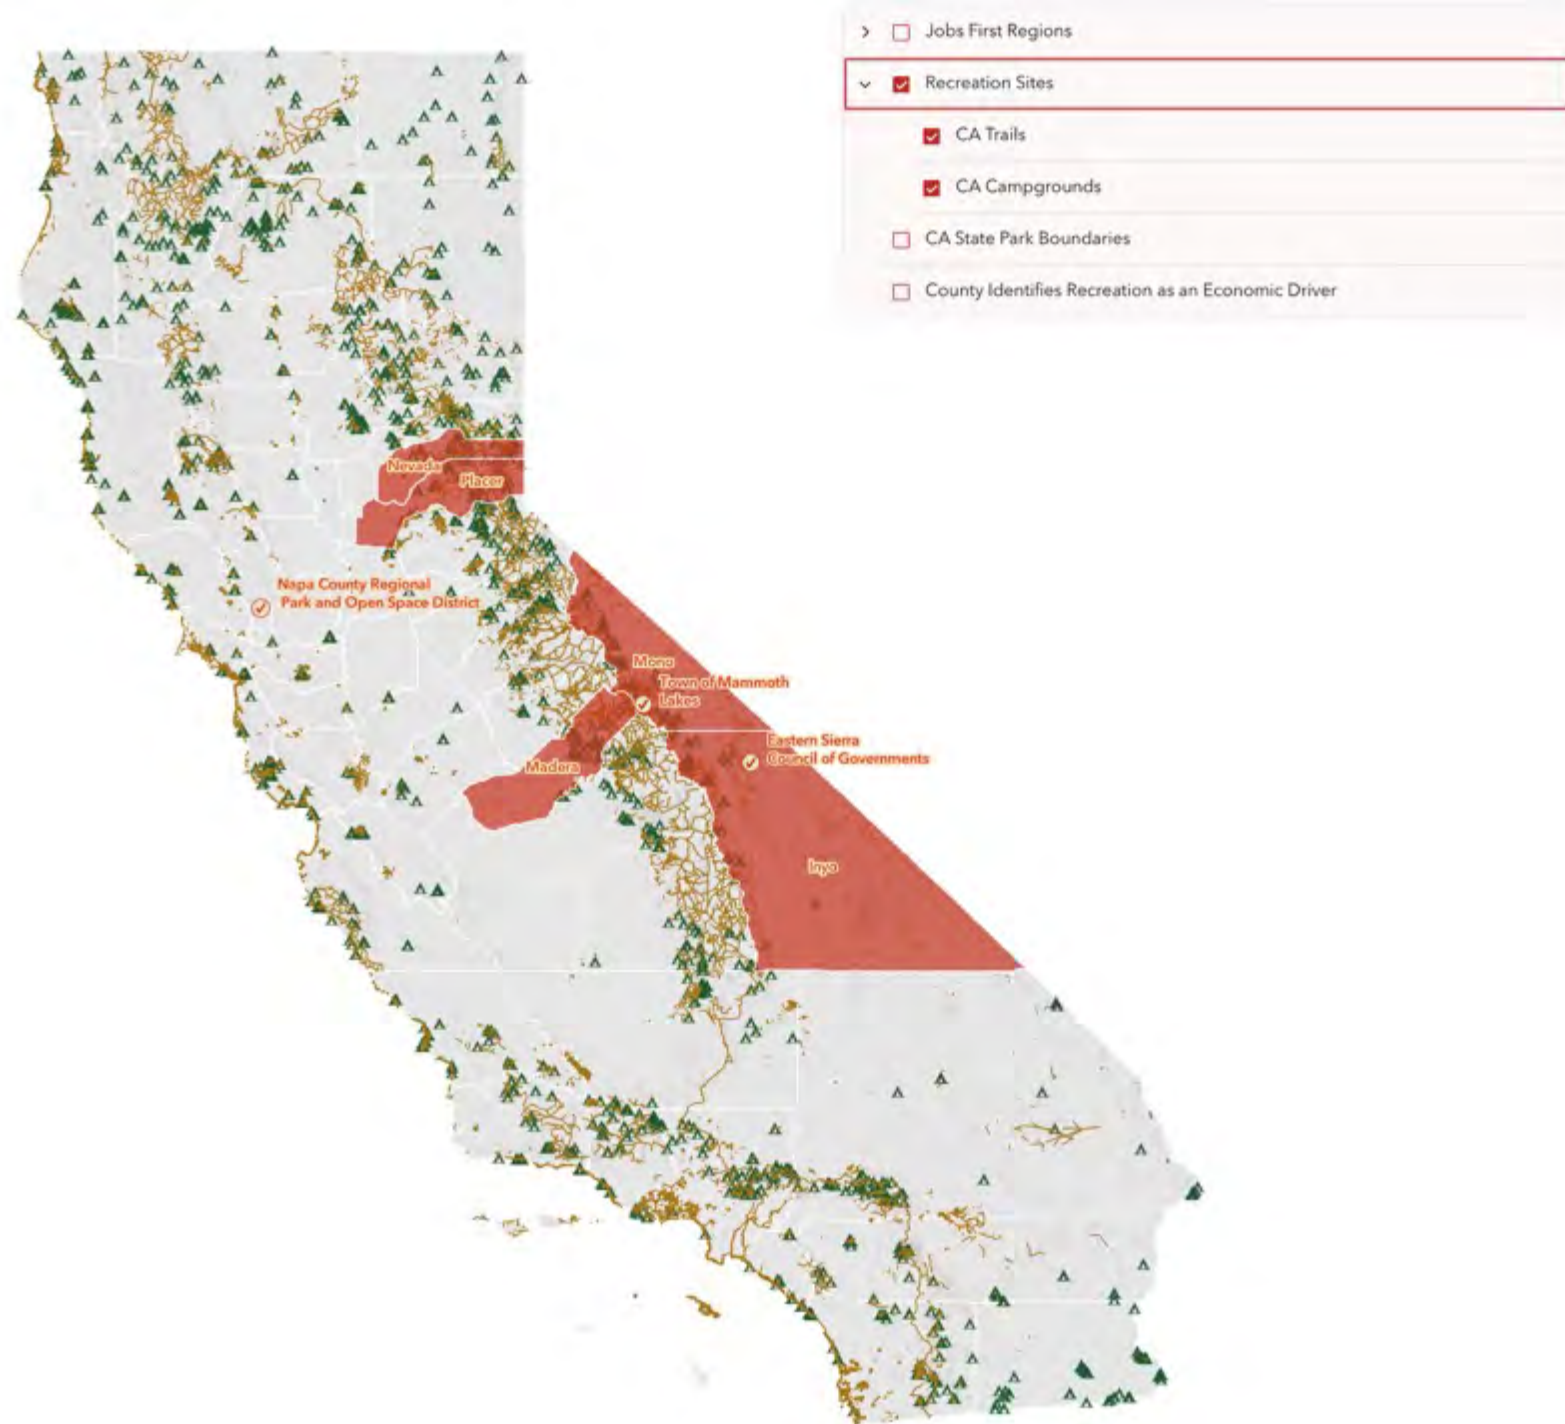 Jobs First Regions
Recreation Sites
CA Trails
CA Campgrounds
CA State Park Boundaries
County Identifies Recreation as an Economic Driver
Nevada
Placer
Napa County Regional
Park and Open Space District
Mono
Town of Mammoth
Lakes
Eastern Sierra
Council of Governments
Madera
Inyo